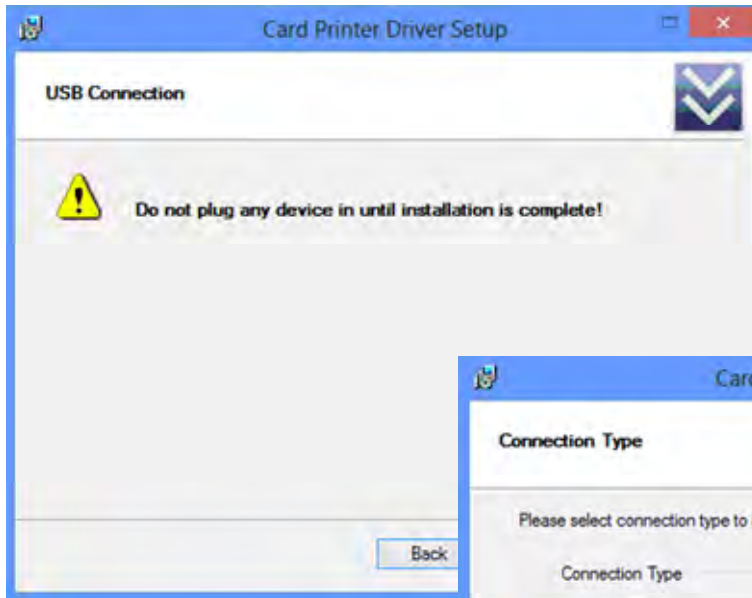 Card Printer Driver Setup
USB Connection
Do not plug any device in until installation is complete!
Back
Connection Type
Please select connection type to
Connection Type